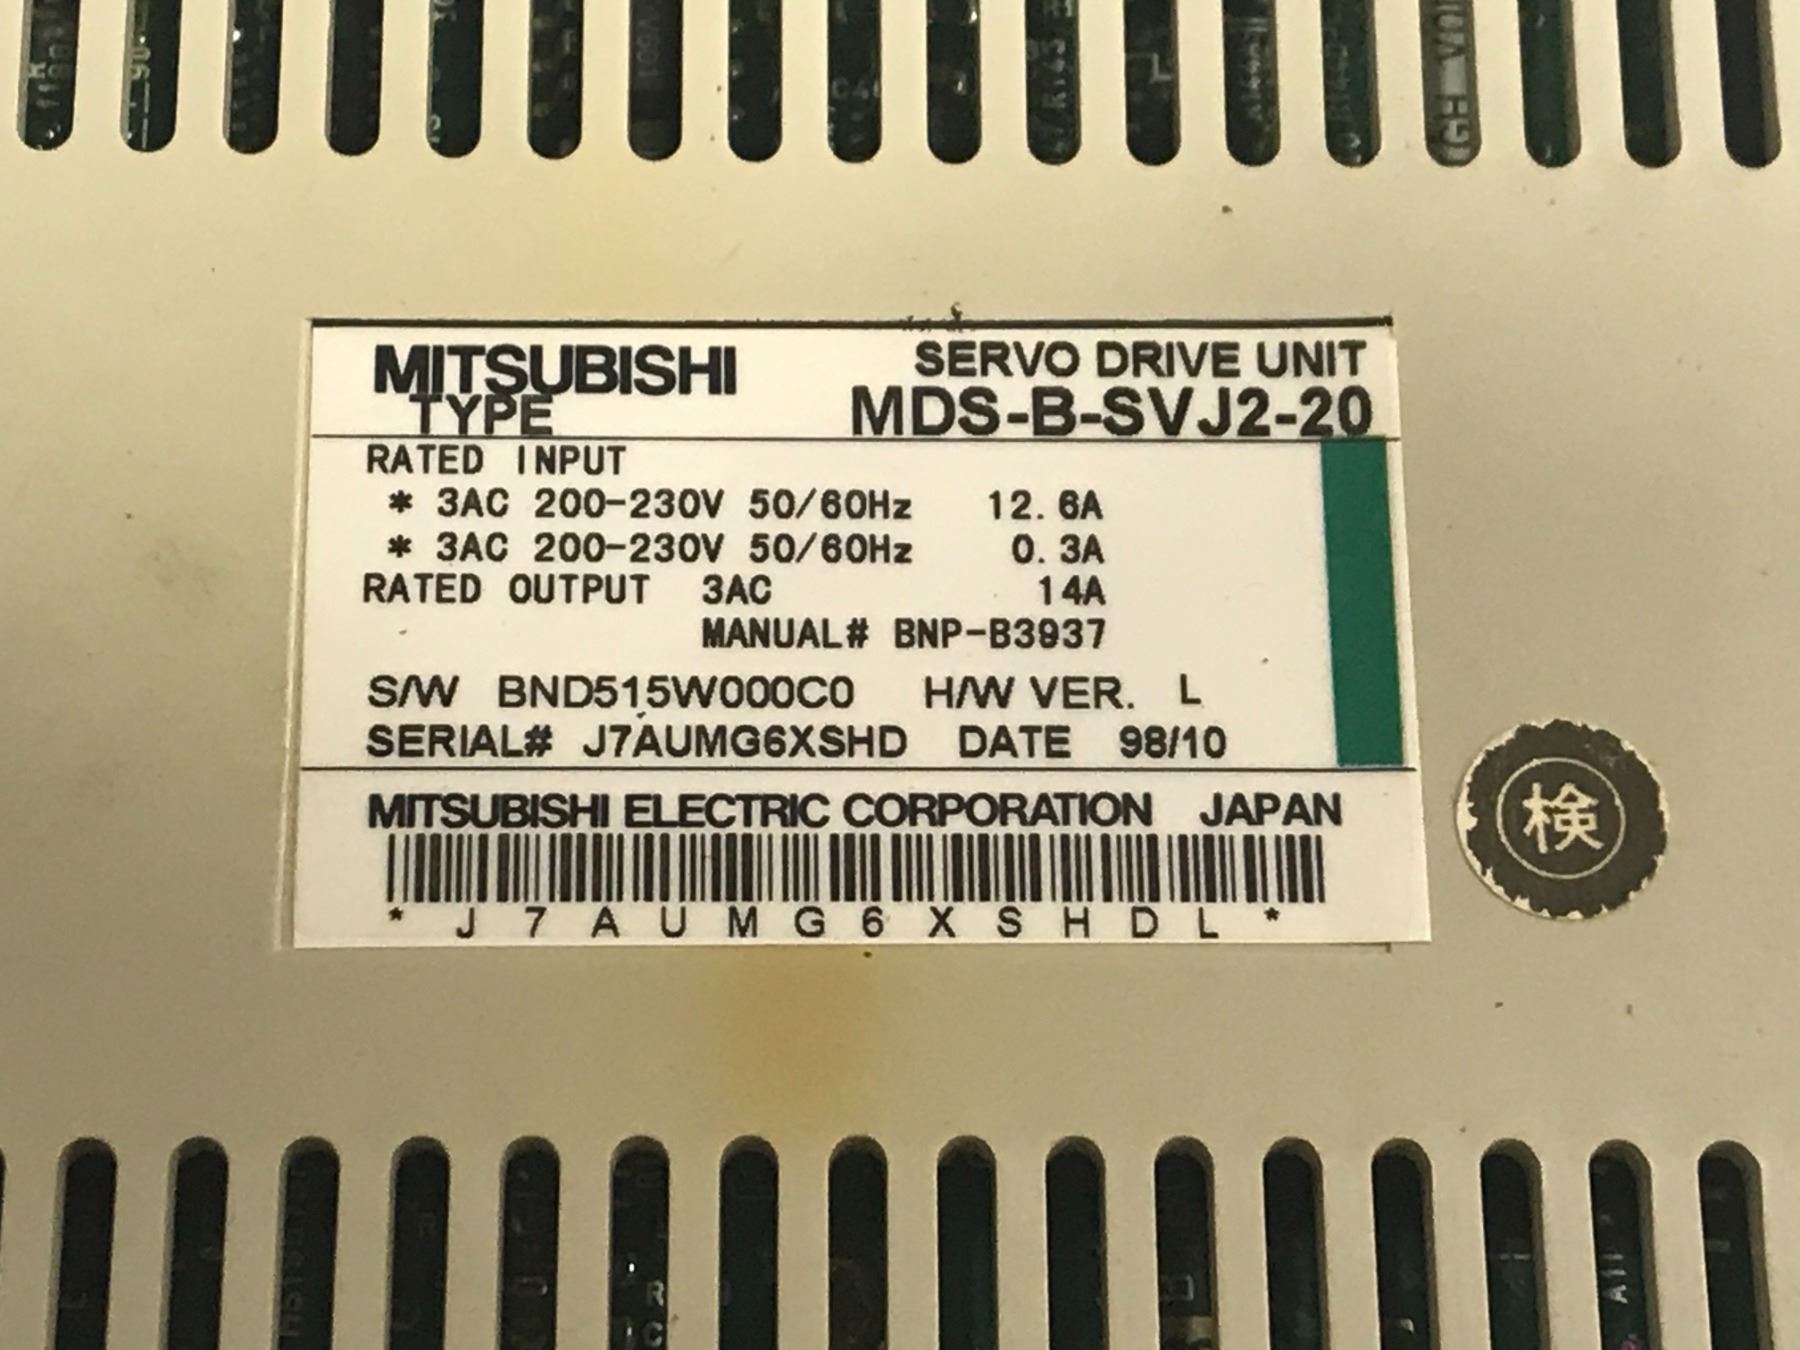 MITSUBISHI SERVO DRIVE UNIT
TYPE MDS-B-SVJ2-20
RATED INPUT
* 3AC 200-230V 50/60Hz 12.6A
* 3AC 200-230V 50/60Hz 0.3A
RATED OUTPUT 3AC 14A
MANUAL# BNP-B3937
S/W BND515W000C0 H/W VER. L
SERIAL# J7AUMG6XSHD DATE 98/10
MITSUBISHI ELECTRIC CORPORATION JAPAN
*J7AUMG6XSHDL*
検